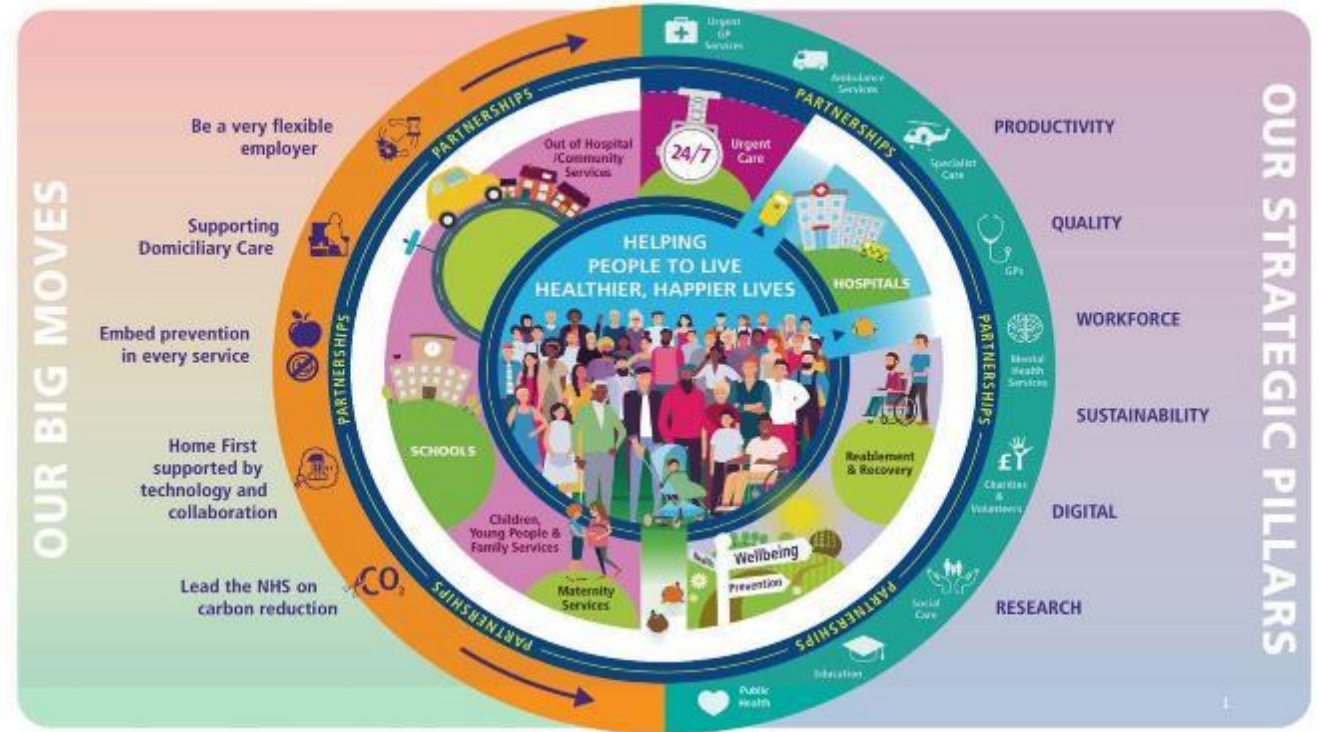 OUR BIG MOVES
Be a very flexible
employer
Supporting
Domiciliary Care
Embed prevention
in every service
Home First
supported by
technology and
collaboration
Lead the NHS on
carbon reduction
CO₂
PARTNERSHIPS
PARTNERSHIPS
PARTNERSHIPS
PARTNERSHIPS
PARTNERSHIPS
PARTNERSHIPS
Out of Hospital
/Community
Services
24/7
Urgent
Care
HOSPITALS
HELPING
PEOPLE TO LIVE
HEALTHIER, HAPPIER LIVES
SCHOOLS
Reablement
& Recovery
Children,
Young People &
Family Services
Maternity
Services
Health
Wellbeing
Prevention
Urgent
GP
Services
Ambulance
Services
Specialist
Care
GPs
Mental
Health
Services
£
Charities
&
Volunteers
Social
Care
Education
Public
Health
PRODUCTIVITY
QUALITY
WORKFORCE
SUSTAINABILITY
DIGITAL
RESEARCH
OUR STRATEGIC PILLARS
1